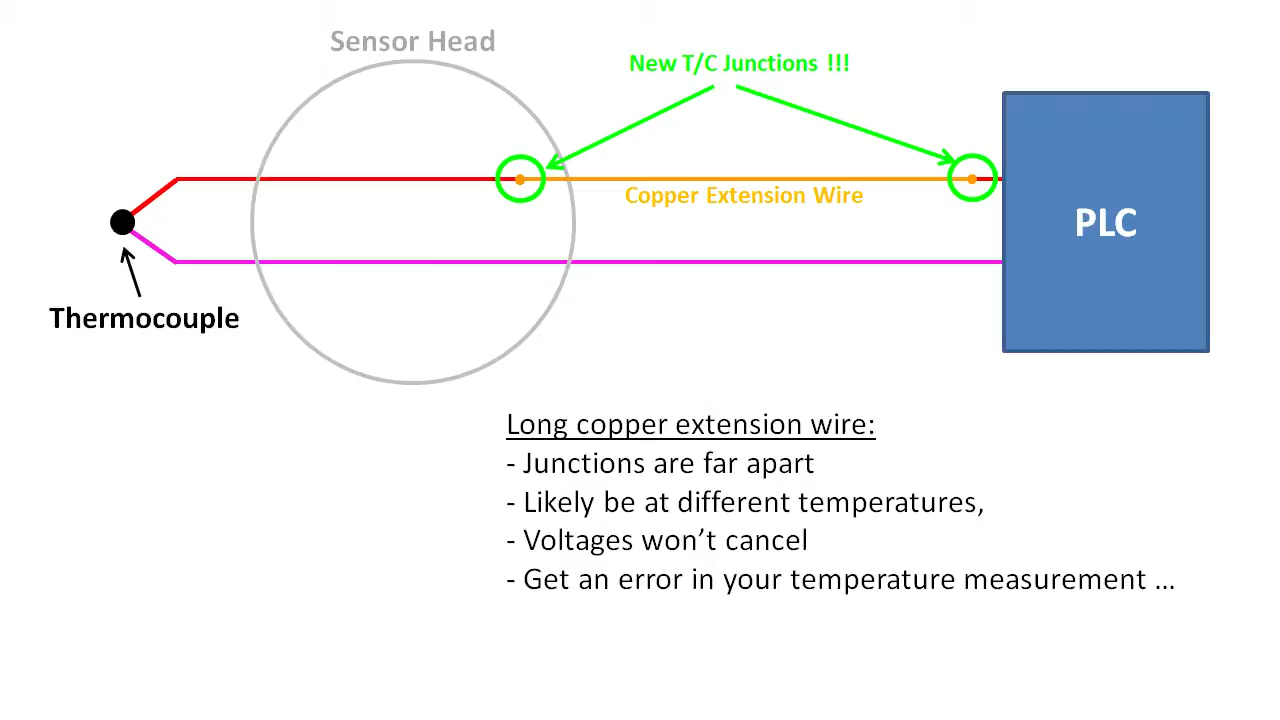 Sensor Head
New T/C Junctions !!!
Copper Extension Wire
PLC
Thermocouple
Long copper extension wire:
- Junctions are far apart
- Likely be at different temperatures,
- Voltages won’t cancel
- Get an error in your temperature measurement …